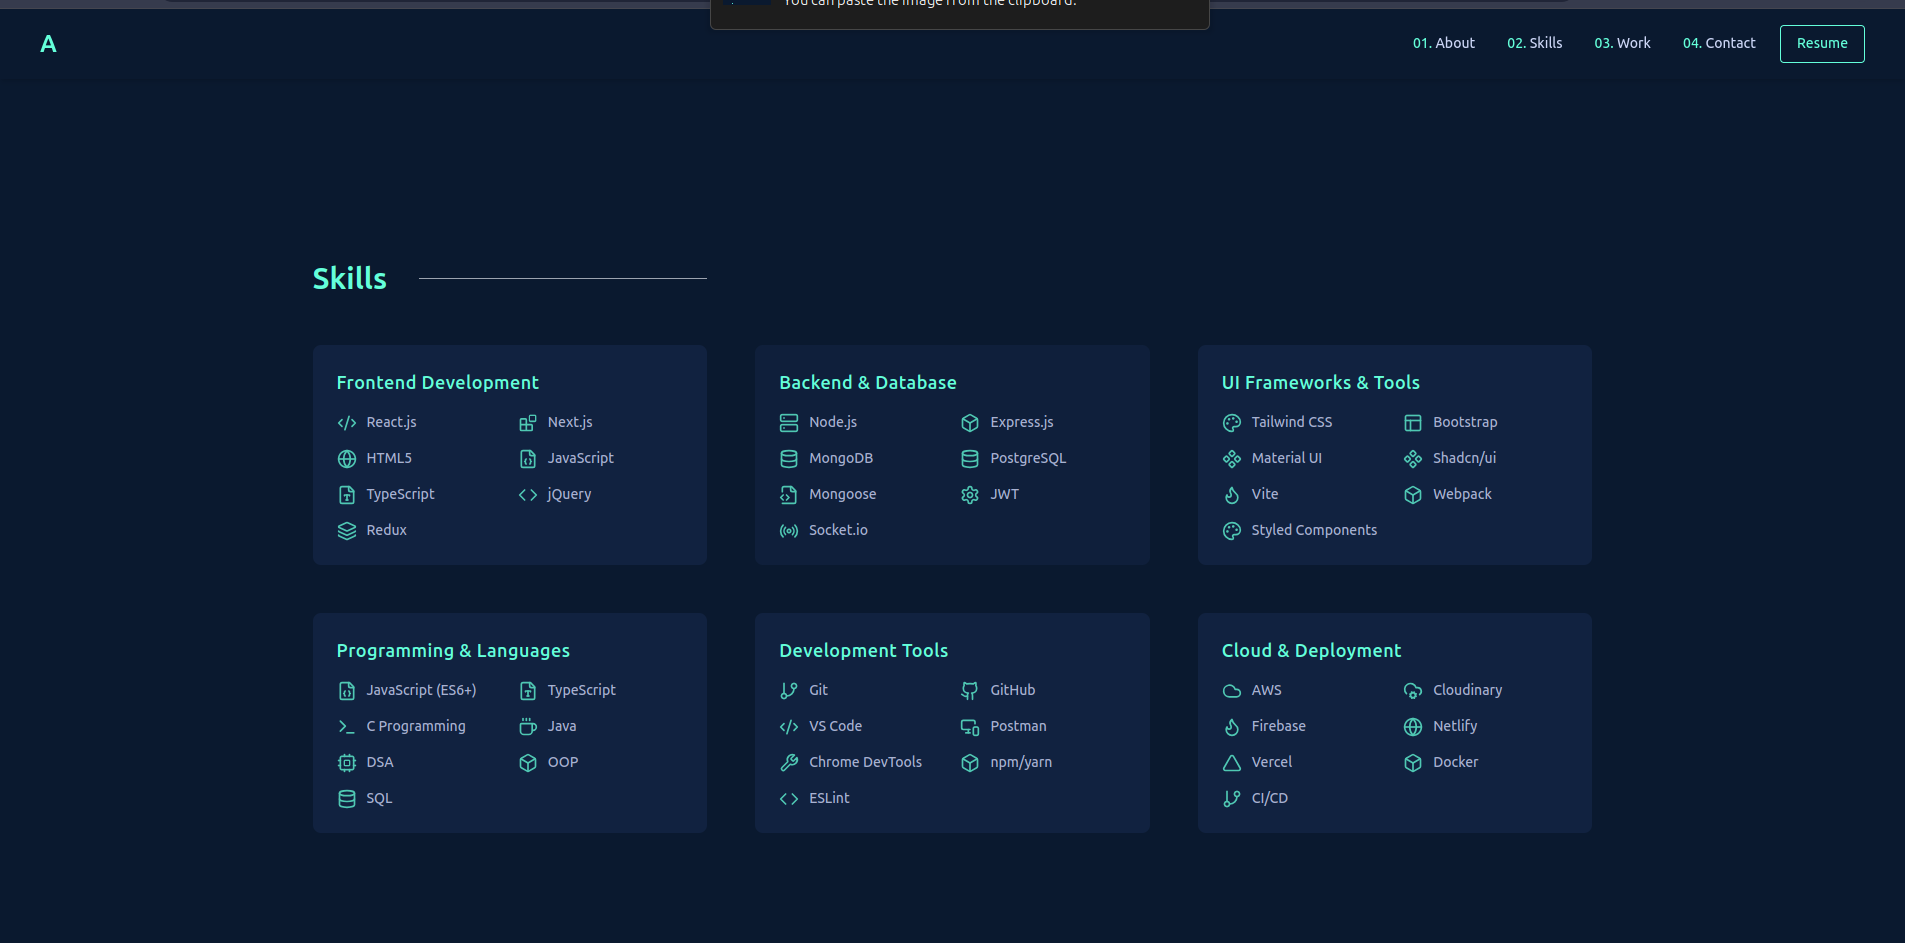 You can paste the image from the clipboard.
A
01. About 02. Skills 03. Work 04. Contact Resume
Skills
Frontend Development
React.js Next.js
HTML5 JavaScript
TypeScript jQuery
Redux
Backend & Database
Node.js Express.js
MongoDB PostgreSQL
Mongoose JWT
Socket.io
UI Frameworks & Tools
Tailwind CSS Bootstrap
Material UI Shadcn/ui
Vite Webpack
Styled Components
Programming & Languages
JavaScript (ES6+) TypeScript
C Programming Java
DSA OOP
SQL
Development Tools
Git GitHub
VS Code Postman
Chrome DevTools npm/yarn
ESLint
Cloud & Deployment
AWS Cloudinary
Firebase Netlify
Vercel Docker
CI/CD